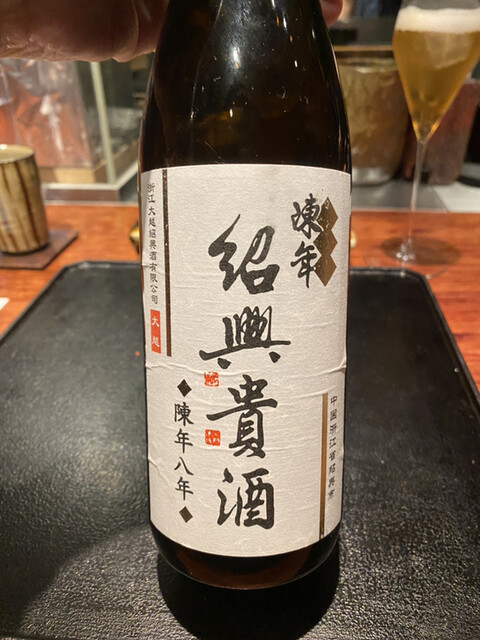 陳年
紹興貴酒
◆陳年八年◆
中国浙江省紹興市
浙江大越紹興酒有限公司
大越